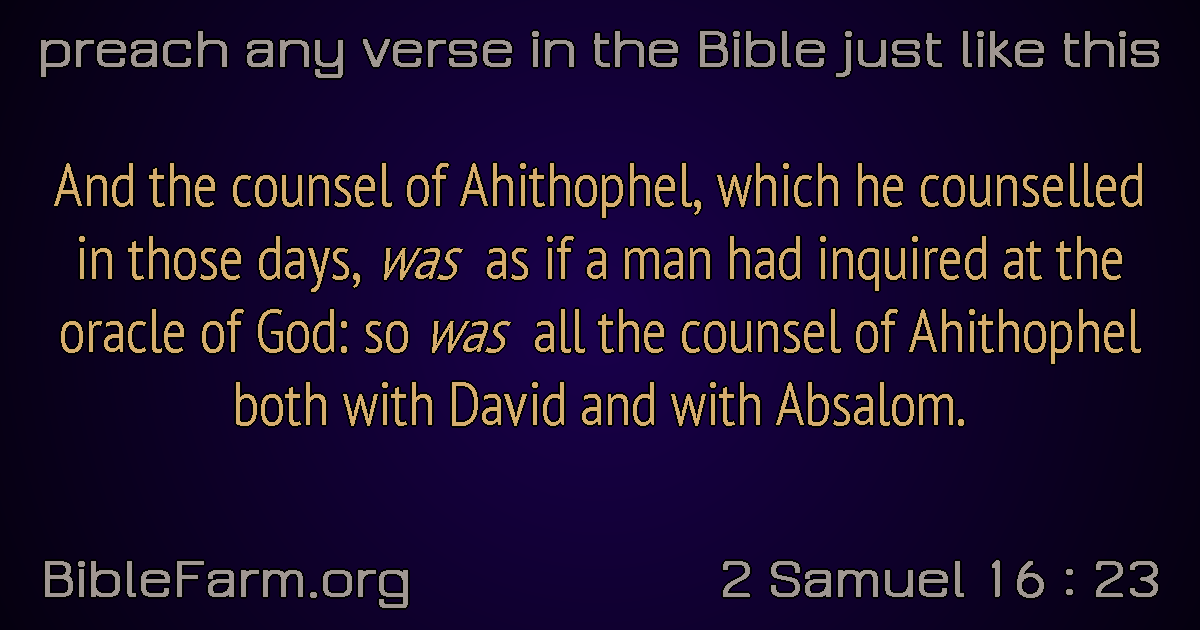 preach any verse in the Bible just like this
And the counsel of Ahithophel, which he counselled
in those days, was as if a man had inquired at the
oracle of God: so was all the counsel of Ahithophel
both with David and with Absalom.
BibleFarm.org
2 Samuel 16 : 23